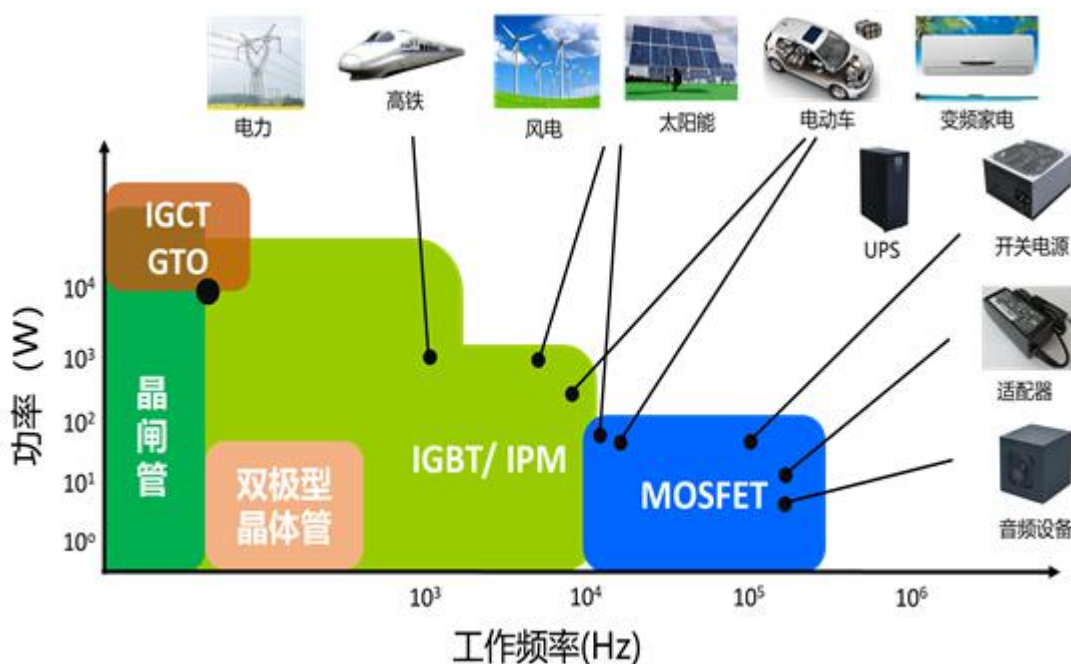 电力
高铁
风电
太阳能
电动车
变频家电
UPS
开关电源
适配器
音频设备
功率（W）
10⁴
10³
10²
10¹
10⁰
IGCT
GTO
晶闸管
双极型
晶体管
IGBT/ IPM
MOSFET
10³
10⁴
10⁵
10⁶
工作频率(Hz)